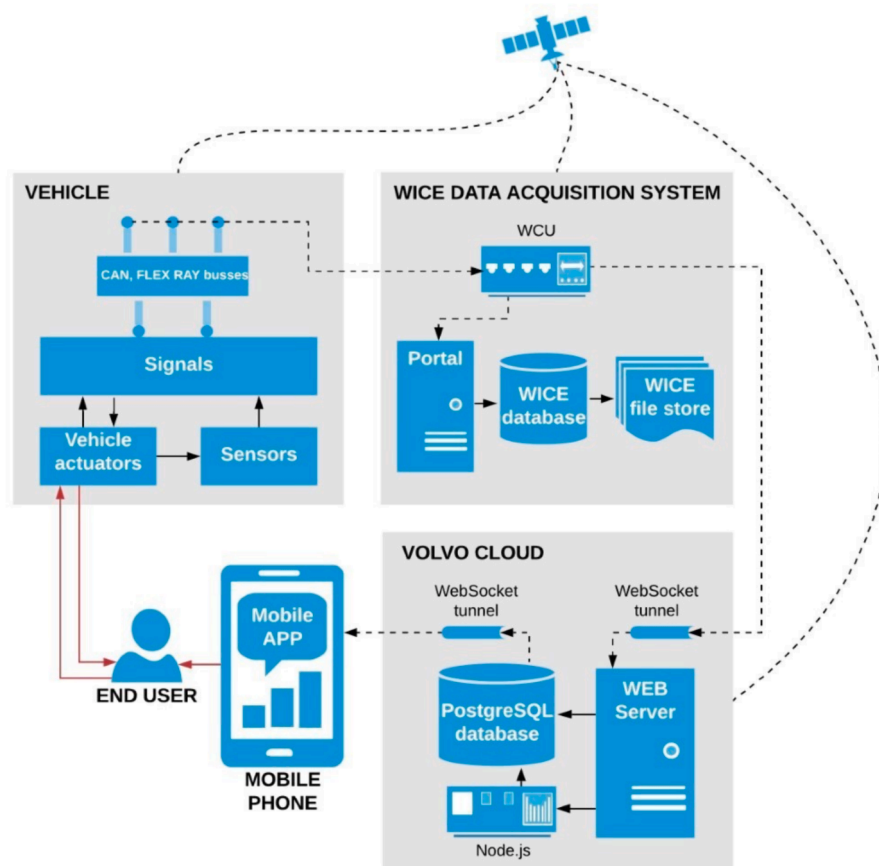 VEHICLE
CAN, FLEX RAY busses
Signals
Vehicle
actuators
Sensors
WICE DATA ACQUISITION SYSTEM
WCU
Portal
WICE
database
WICE
file store
VOLVO CLOUD
WebSocket
tunnel
WebSocket
tunnel
PostgreSQL
database
WEB
Server
Node.js
Mobile
APP
MOBILE
PHONE
END USER